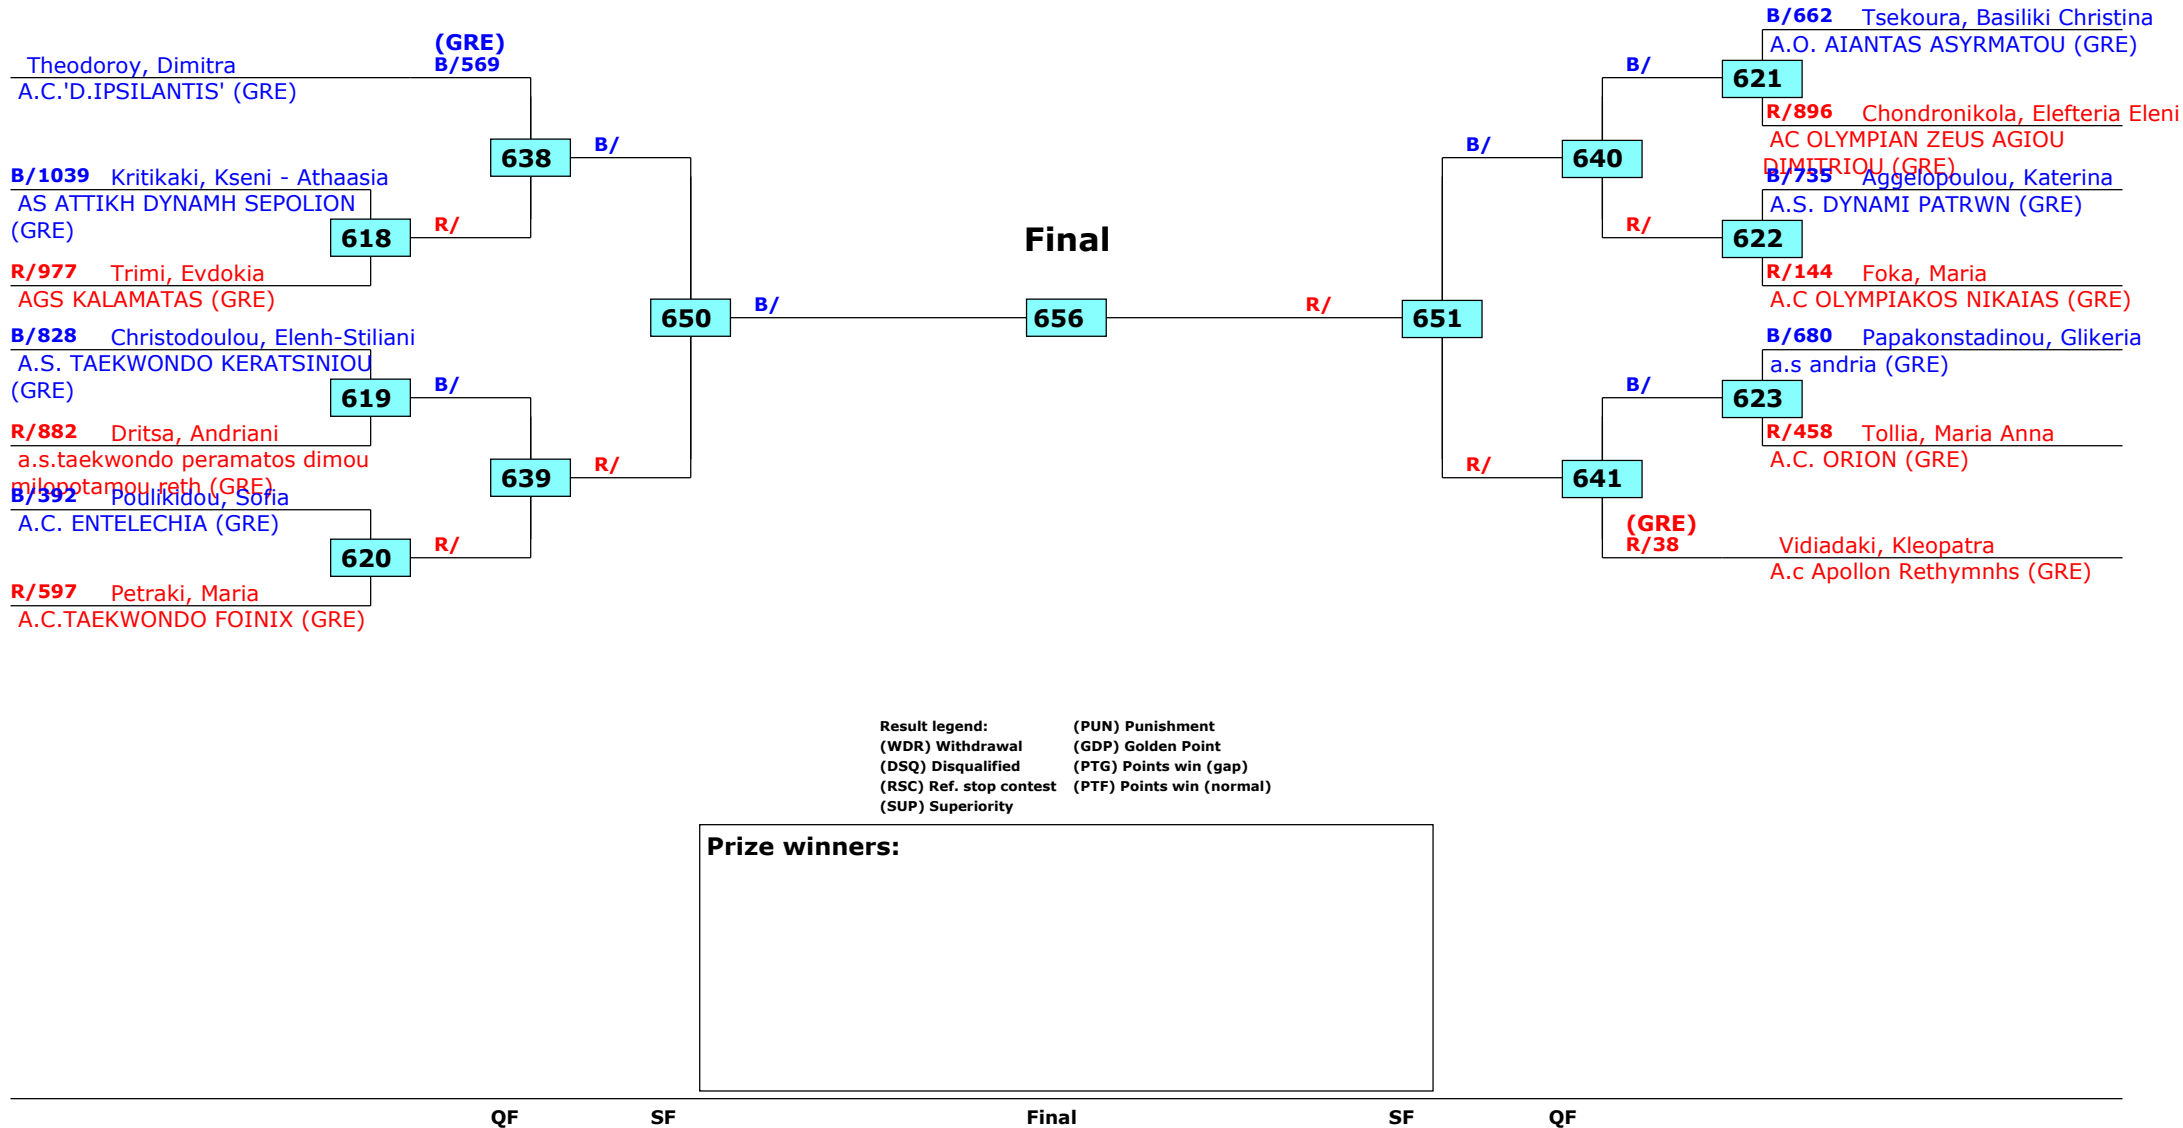 (GRE)
Theodoroy, Dimitra B/569
A.C.'D.IPSILANTIS' (GRE)
638
B/
B/1039 Kritikaki, Kseni - Athaasia
AS ATTIKH DYNAMH SEPOLION
(GRE)
618
R/
R/977 Trimi, Evdokia
AGS KALAMATAS (GRE)
650
B/
B/828 Christodoulou, Elenh-Stiliani
A.S. TAEKWONDO KERATSINIOU
(GRE)
619
B/
R/882 Dritsa, Andriani
a.s.taekwondo peramatos dimou
milopotamou reth (GRE)
639
R/
B/392 Poulikidou, Sofia
A.C. ENTELECHIA (GRE)
620
R/
R/597 Petraki, Maria
A.C.TAEKWONDO FOINIX (GRE)
Final
656
B/662 Tsekoura, Basiliki Christina
A.O. AIANTAS ASYRMATOU (GRE)
B/
621
R/896 Chondronikola, Elefteria Eleni
AC OLYMPIAN ZEUS AGIOU
DIMITRIOU (GRE)
B/
640
B/735 Aggelopoulou, Katerina
A.S. DYNAMI PATRWN (GRE)
R/
622
R/144 Foka, Maria
A.C OLYMPIAKOS NIKAIAS (GRE)
R/
651
B/680 Papakonstadinou, Glikeria
a.s andria (GRE)
B/
623
R/458 Tollia, Maria Anna
A.C. ORION (GRE)
R/
641
(GRE)
R/38 Vidiadaki, Kleopatra
A.c Apollon Rethymnhs (GRE)
Result legend: (PUN) Punishment
(WDR) Withdrawal (GDP) Golden Point
(DSQ) Disqualified (PTG) Points win (gap)
(RSC) Ref. stop contest (PTF) Points win (normal)
(SUP) Superiority
Prize winners:
QF SF Final SF QF